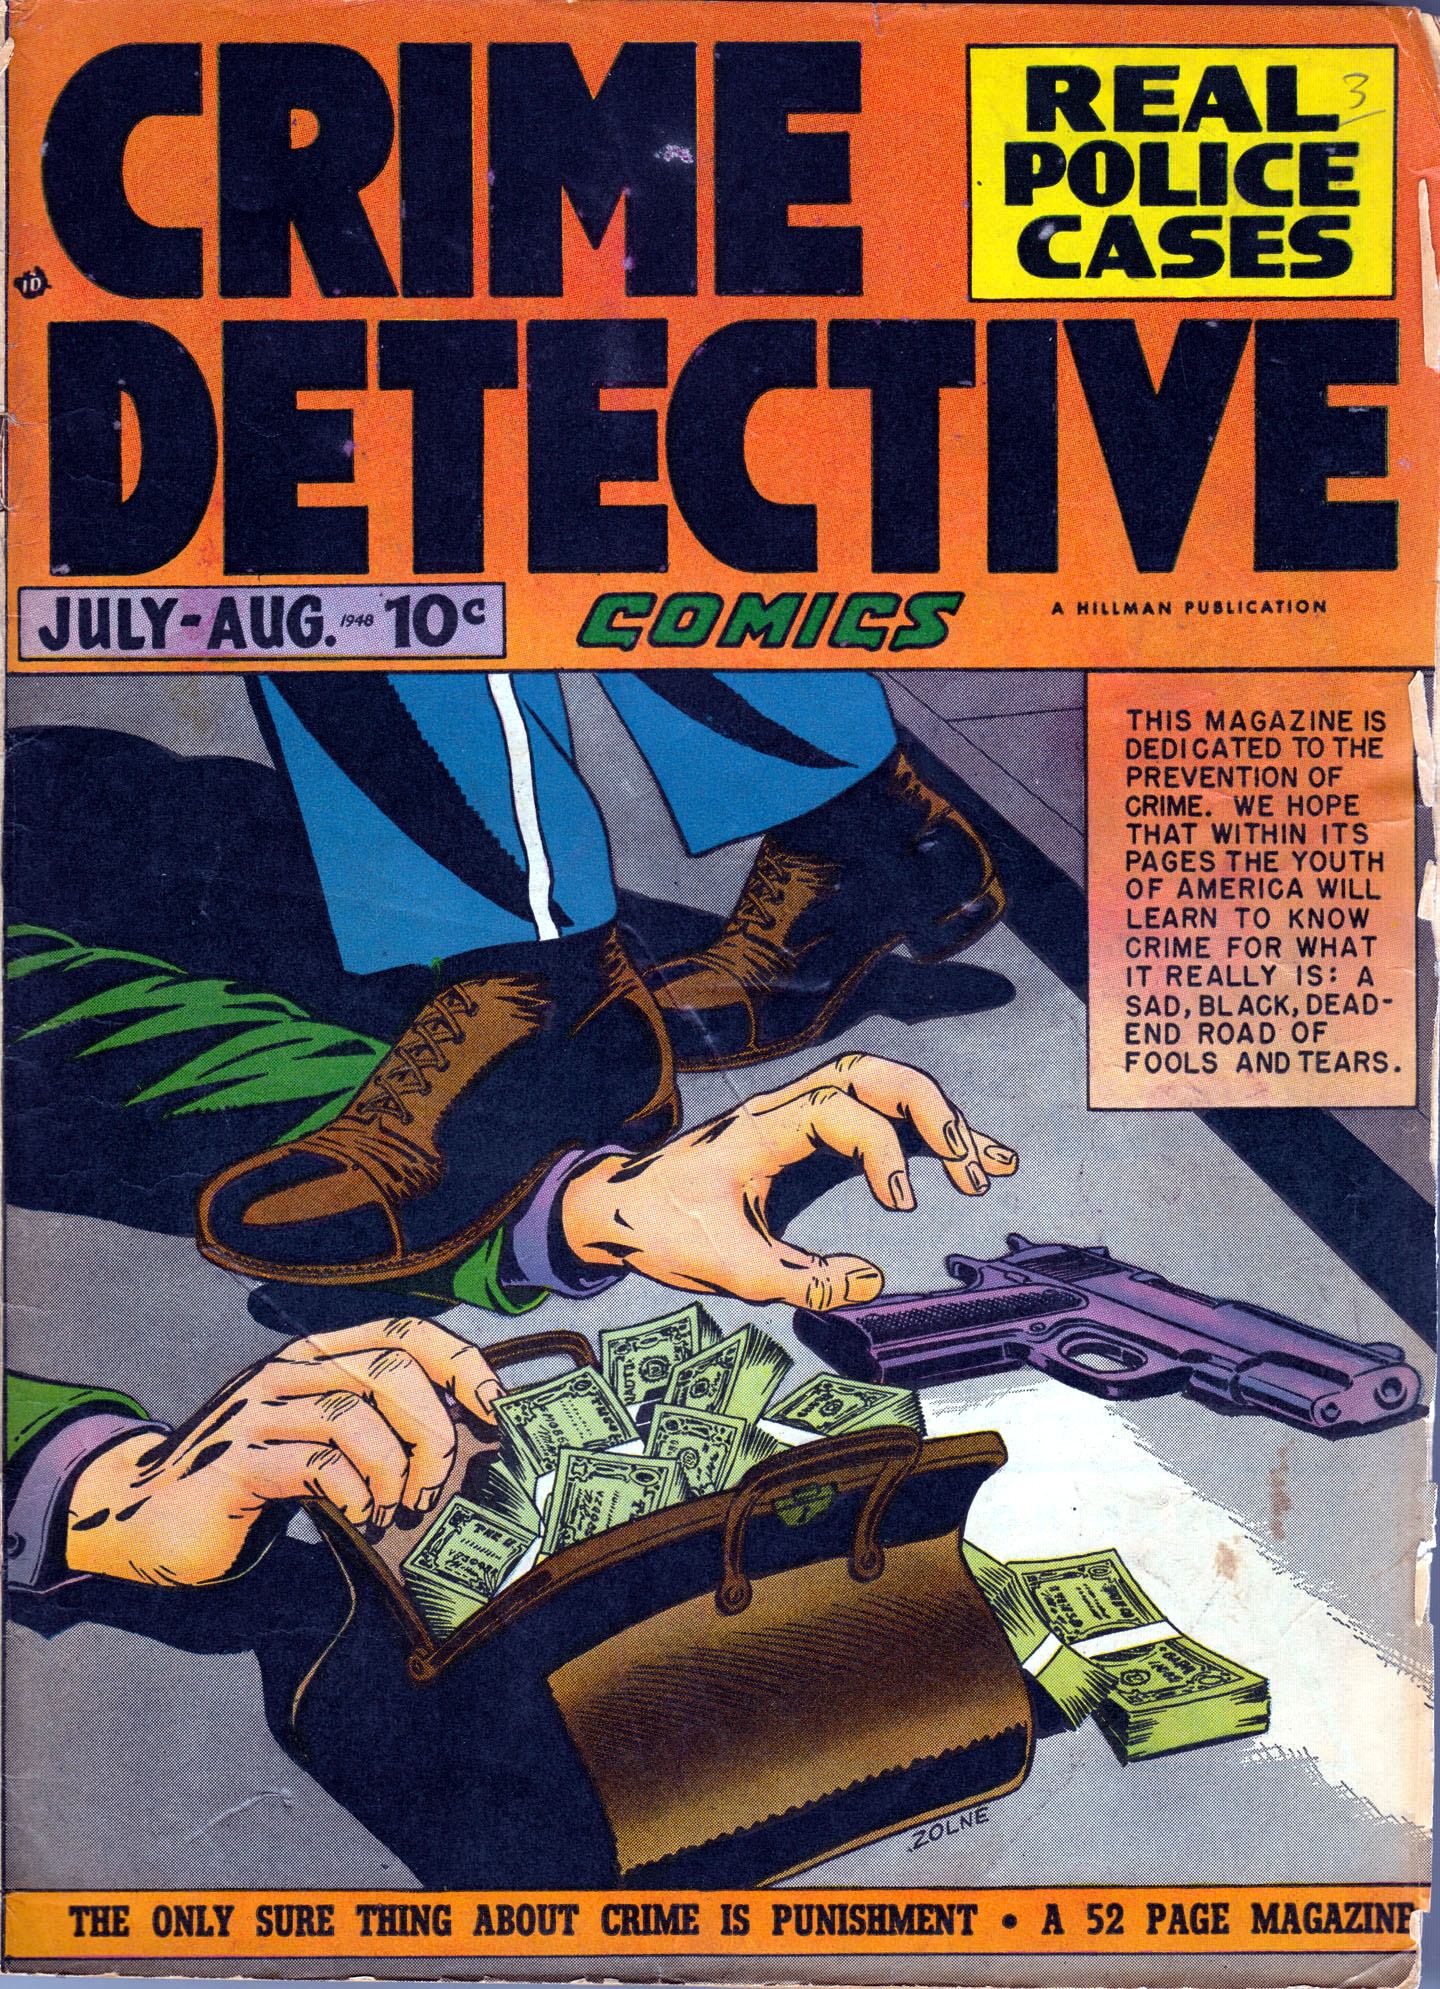 CRIME
REAL 3
POLICE
CASES
ID
DETECTIVE
JULY-AUG. 1948 10c
COMICS
A HILLMAN PUBLICATION
THIS MAGAZINE IS
DEDICATED TO THE
PREVENTION OF
CRIME. WE HOPE
THAT WITHIN ITS
PAGES THE YOUTH
OF AMERICA WILL
LEARN TO KNOW
CRIME FOR WHAT
IT REALLY IS: A
SAD, BLACK, DEAD-
END ROAD OF
FOOLS AND TEARS.
ZOLNE
THE ONLY SURE THING ABOUT CRIME IS PUNISHMENT • A 52 PAGE MAGAZINE